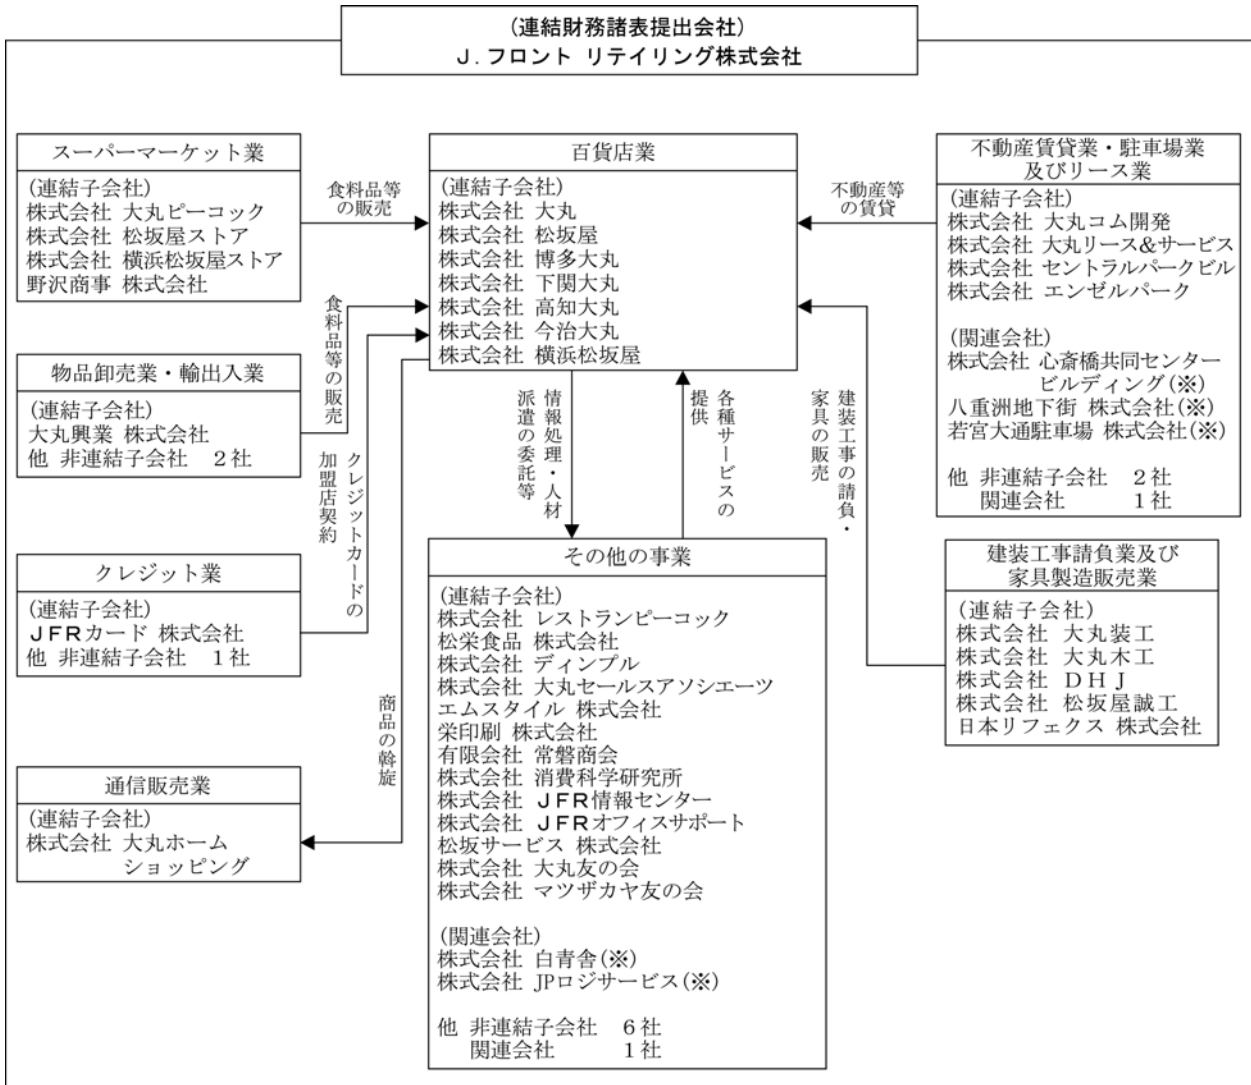 (連結財務諸表提出会社)
J.フロント リテイリング株式会社
スーパーマーケット業
(連結子会社)
株式会社 大丸ピーコック
株式会社 松坂屋ストア
株式会社 横浜松坂屋ストア
野沢商事 株式会社
食料品等
の販売
物品卸売業・輸出入業
(連結子会社)
大丸興業 株式会社
他 非連結子会社 2社
食料品等の販売
クレジット業
(連結子会社)
JFRカード 株式会社
他 非連結子会社 1社
クレジットカードの
加盟店契約
通信販売業
(連結子会社)
株式会社 大丸ホーム
ショッピング
商品の斡旋
百貨店業
(連結子会社)
株式会社 大丸
株式会社 松坂屋
株式会社 博多大丸
株式会社 下関大丸
株式会社 高知大丸
株式会社 今治大丸
株式会社 横浜松坂屋
情報処理・人材
派遣の委託等
各種サービスの
提供
その他の事業
(連結子会社)
株式会社 レストランピーコック
松栄食品 株式会社
株式会社 ディンプル
株式会社 大丸セールスアソシエーツ
エムスタイル 株式会社
栄印刷 株式会社
有限会社 常磐商会
株式会社 消費科学研究所
株式会社 JFR情報センター
株式会社 JFRオフィスサポート
松坂サービス 株式会社
株式会社 大丸友の会
株式会社 マツザカヤ友の会
(関連会社)
株式会社 白青舎(※)
株式会社 JPロジサービス(※)
他 非連結子会社 6社
関連会社 1社
不動産等
の賃貸
不動産賃貸業・駐車場業
及びリース業
(連結子会社)
株式会社 大丸コム開発
株式会社 大丸リース&サービス
株式会社 セントラルパークビル
株式会社 エンゼルパーク
(関連会社)
株式会社 心斎橋共同センター
ビルディング(※)
八重洲地下街 株式会社(※)
若宮大通駐車場 株式会社(※)
他 非連結子会社 2社
関連会社 1社
建装工事の請負・
家具の販売
建装工事請負業及び
家具製造販売業
(連結子会社)
株式会社 大丸装工
株式会社 大丸木工
株式会社 DHJ
株式会社 松坂屋誠工
日本リフェクス 株式会社